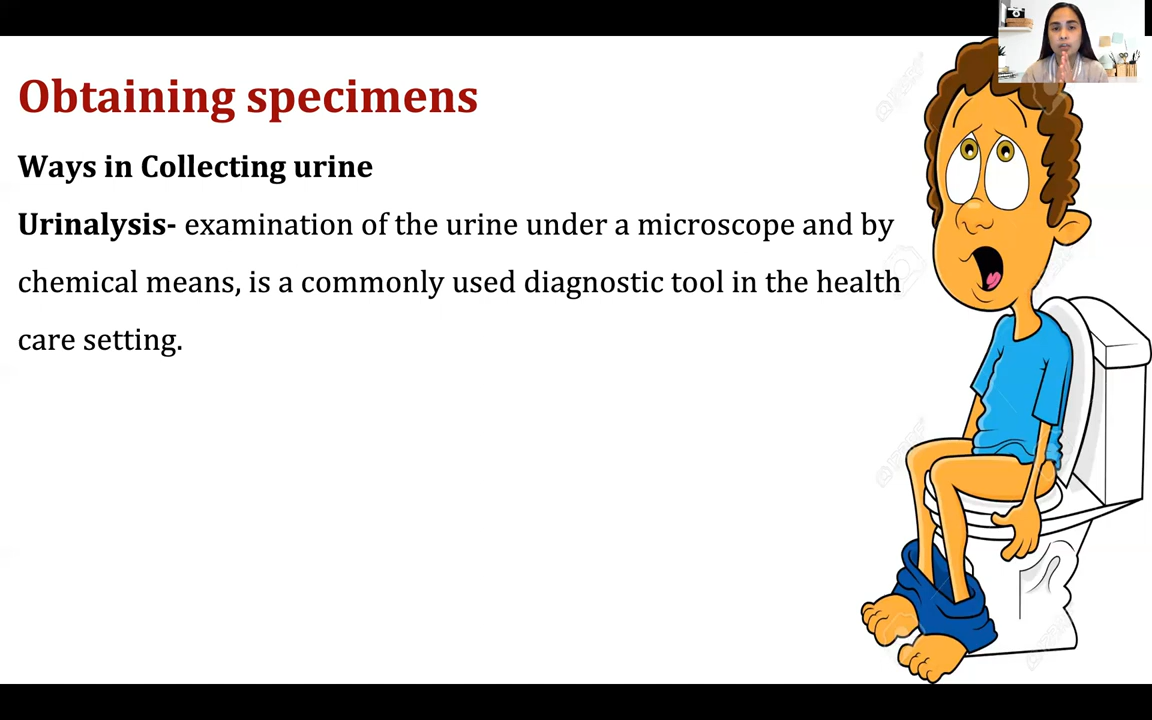 Obtaining specimens
Ways in Collecting urine
Urinalysis- examination of the urine under a microscope and by
chemical means, is a commonly used diagnostic tool in the health
care setting.